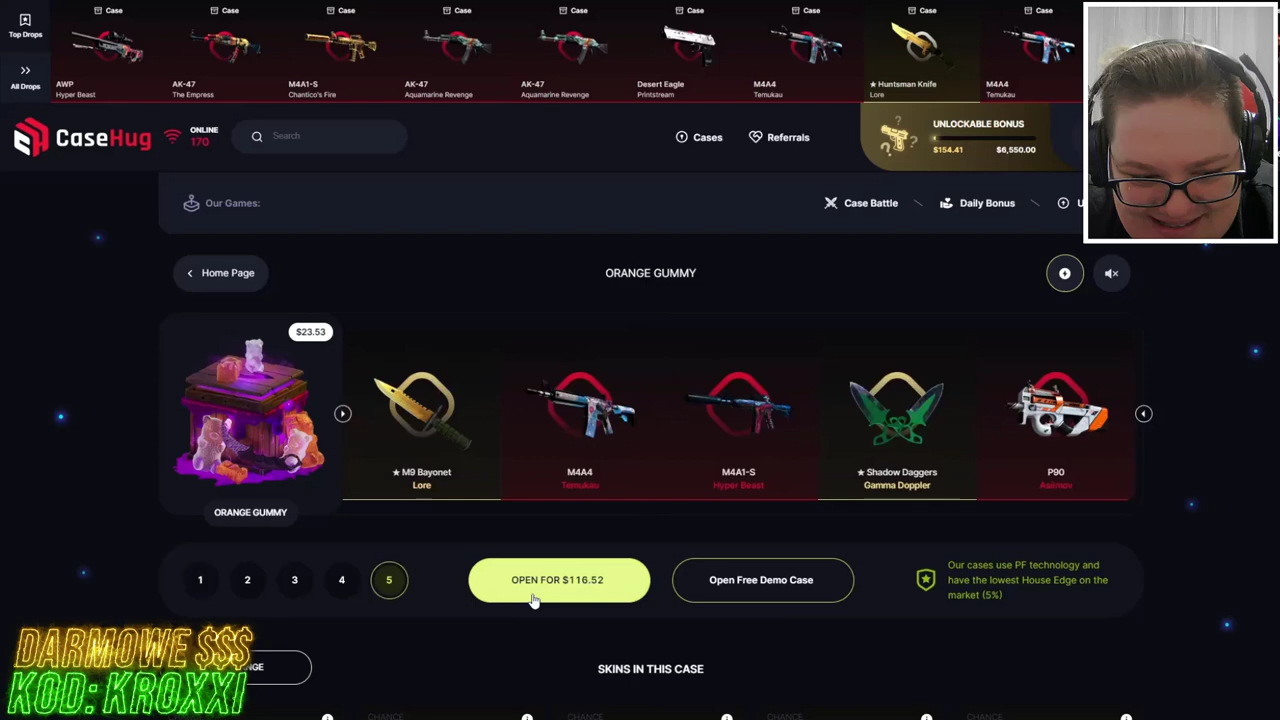 Top Drops
All Drops
Case
AWP
Hyper Beast
Case
AK-47
The Empress
Case
M4A1-S
Chantico's Fire
Case
AK-47
Aquamarine Revenge
Case
AK-47
Aquamarine Revenge
Case
Desert Eagle
Printstream
Case
M4A4
Temukau
Case
★ Huntsman Knife
Lore
Case
M4A4
Temukau
CaseHug
ONLINE
170
Search
Cases
Referrals
UNLOCKABLE BONUS
$154.41
$6,550.00
Our Games:
Case Battle
Daily Bonus
Home Page
ORANGE GUMMY
$23.53
ORANGE GUMMY
★ M9 Bayonet
Lore
M4A4
Temukau
M4A1-S
Hyper Beast
★ Shadow Daggers
Gamma Doppler
P90
Asiimov
1 2 3 4 5
OPEN FOR $116.52
Open Free Demo Case
Our cases use PF technology and
have the lowest House Edge on the
market (5%)
DARMOWE $$$
KOD: KROXXI
SKINS IN THIS CASE